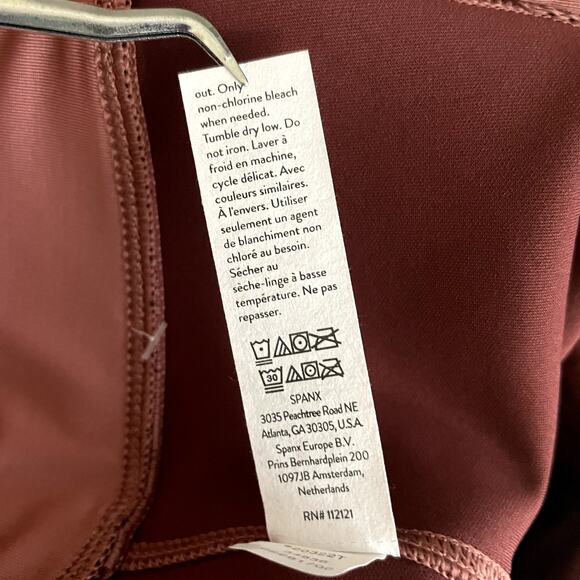 out. Only
non-chlorine bleach
when needed.
Tumble dry low. Do
not iron. Laver à
froid en machine,
cycle délicat. Avec
couleurs similaires.
À l'envers. Utiliser
seulement un agent
de blanchiment non
chloré au besoin.
Sécher au
sèche-linge à basse
température. Ne pas
repasser.
30
SPANX
3035 Peachtree Road NE
Atlanta, GA 30305, U.S.A.
Spanx Europe B.V.
Prins Bernhardplein 200
1097JB Amsterdam,
Netherlands
RN# 112121